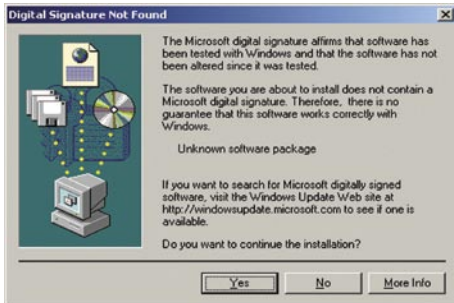 Digital Signature Not Found
The Microsoft digital signature affirms that software has
been tested with Windows and that the software has not
been altered since it was tested.
The software you are about to install does not contain a
Microsoft digital signature. Therefore, there is no
guarantee that this software works correctly with
Windows.
Unknown software package
If you want to search for Microsoft digitally signed
software, visit the Windows Update Web site at
http://windowsupdate.microsoft.com to see if one is
available.
Do you want to continue the installation?
Yes No More Info